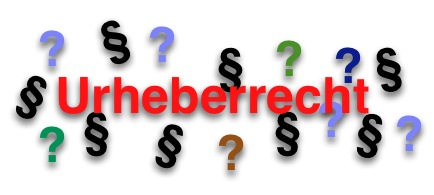 ? § ? § ? ? §
§ Urheberrecht
? § § ? § ? § ?